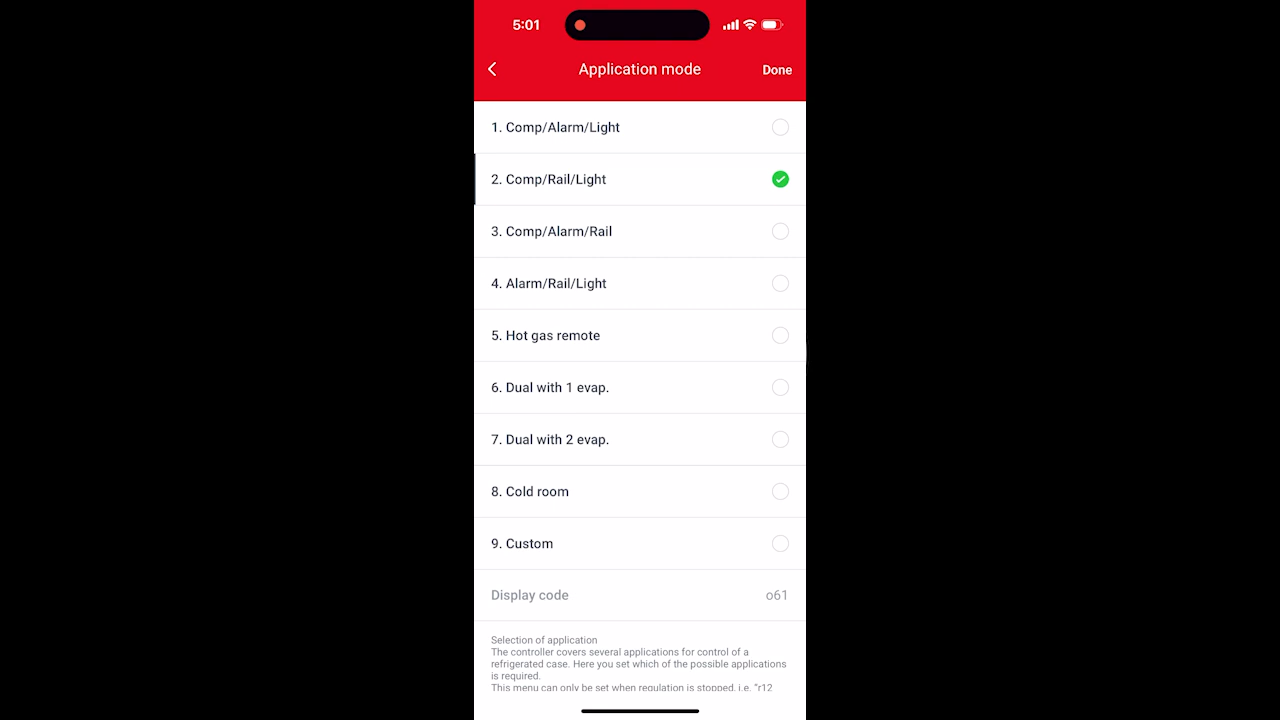 5:01
Application mode
Done
1. Comp/Alarm/Light
2. Comp/Rail/Light
3. Comp/Alarm/Rail
4. Alarm/Rail/Light
5. Hot gas remote
6. Dual with 1 evap.
7. Dual with 2 evap.
8. Cold room
9. Custom
Display code o61
Selection of application
The controller covers several applications for control of a
refrigerated case. Here you set which of the possible applications
is required.
This menu can only be set when regulation is stopped, i.e. "r12